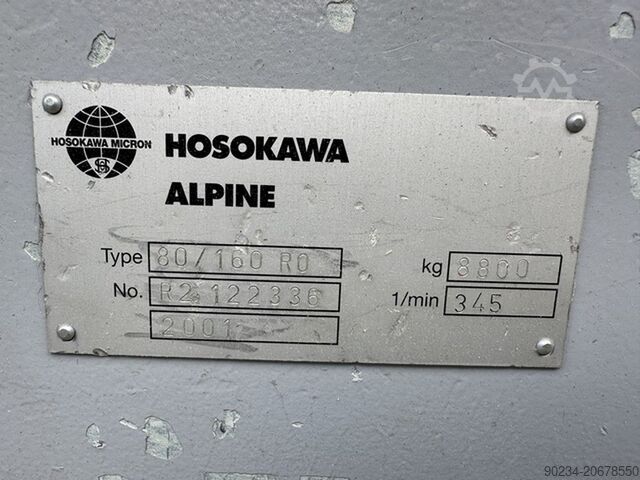 HOSOKAWA MICRON
HOSOKAWA
ALPINE
Type 80/160 RO
kg 8800
No. R2 122336
1/min 345
2001
90234-20678550